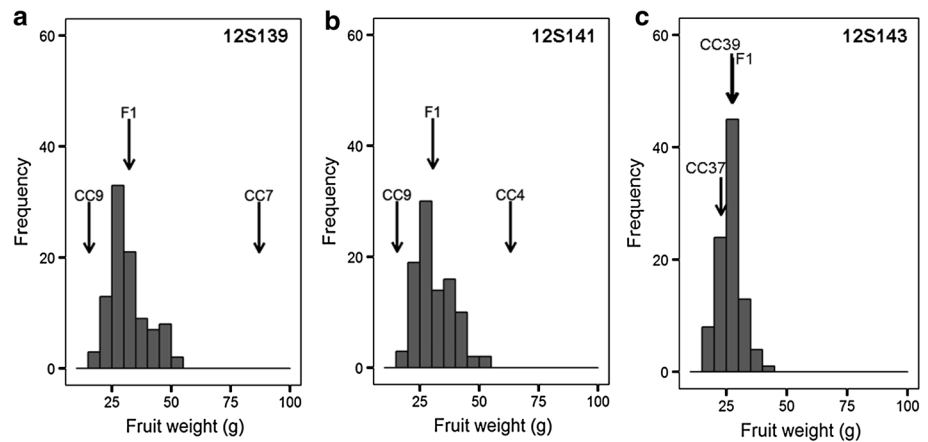 a
12S139
60
40
20
0
Frequency
CC9
F1
CC7
25
50
75
100
Fruit weight (g)
b
12S141
60
40
20
0
Frequency
CC9
F1
CC4
25
50
75
100
Fruit weight (g)
c
12S143
60
40
20
0
Frequency
CC39
F1
CC37
25
50
75
100
Fruit weight (g)